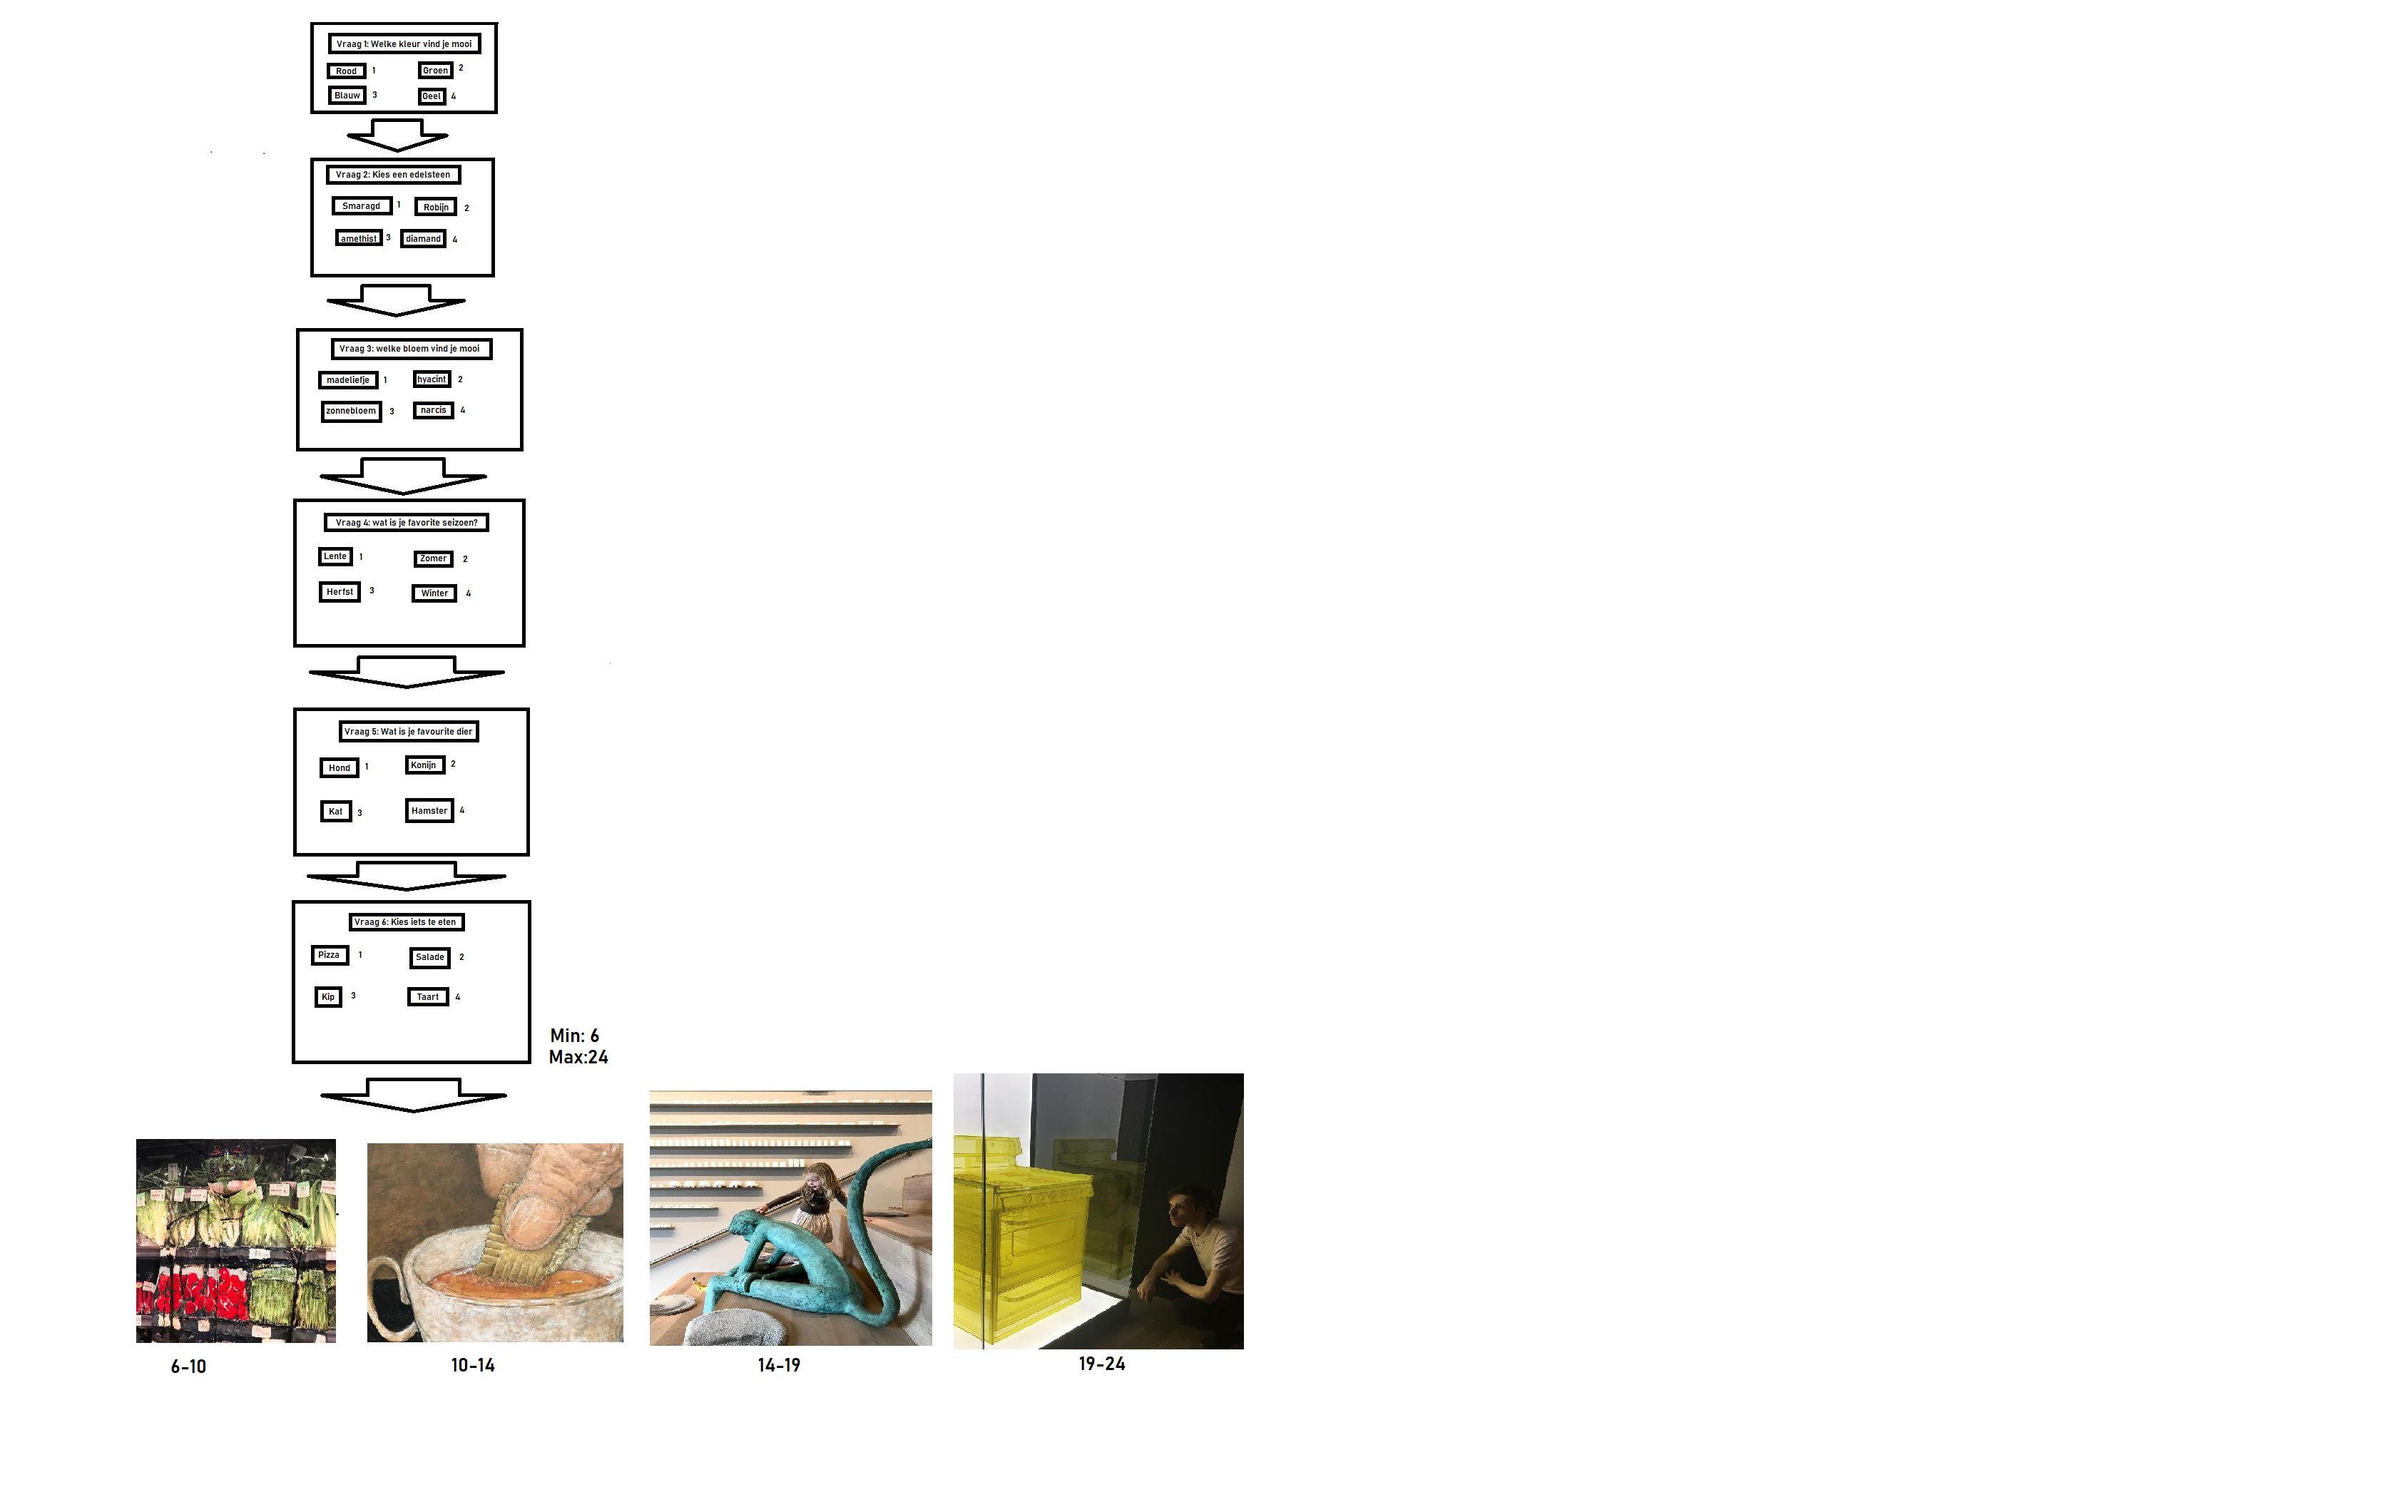 Vraag 1: Welke kleur vind je mooi
Rood 1 Groen 2
Blauw 3 Geel 4
Vraag 2: Kies een edelsteen
Smaragd 1 Robijn 2
amethist 3 diamand 4
Vraag 3: welke bloem vind je mooi
madeliefje 1 hyacint 2
zonnebloem 3 narcis 4
Vraag 4: wat is je favorite seizoen?
Lente 1 Zomer 2
Herfst 3 Winter 4
Vraag 5: Wat is je favourite dier
Hond 1 Konijn 2
Kat 3 Hamster 4
Vraag 6: Kies iets te eten
Pizza 1 Salade 2
Kip 3 Taart 4
Min: 6
Max:24
6-10 10-14 14-19 19-24